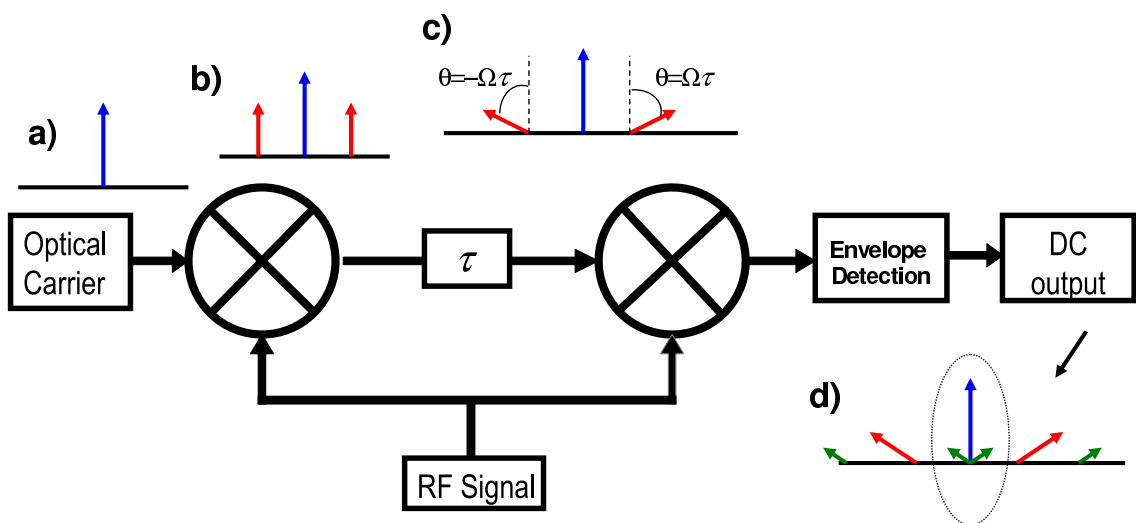 c)
θ=-Ωτ
θ=Ωτ
b)
a)
Optical
Carrier
τ
Envelope
Detection
DC
output
d)
RF Signal